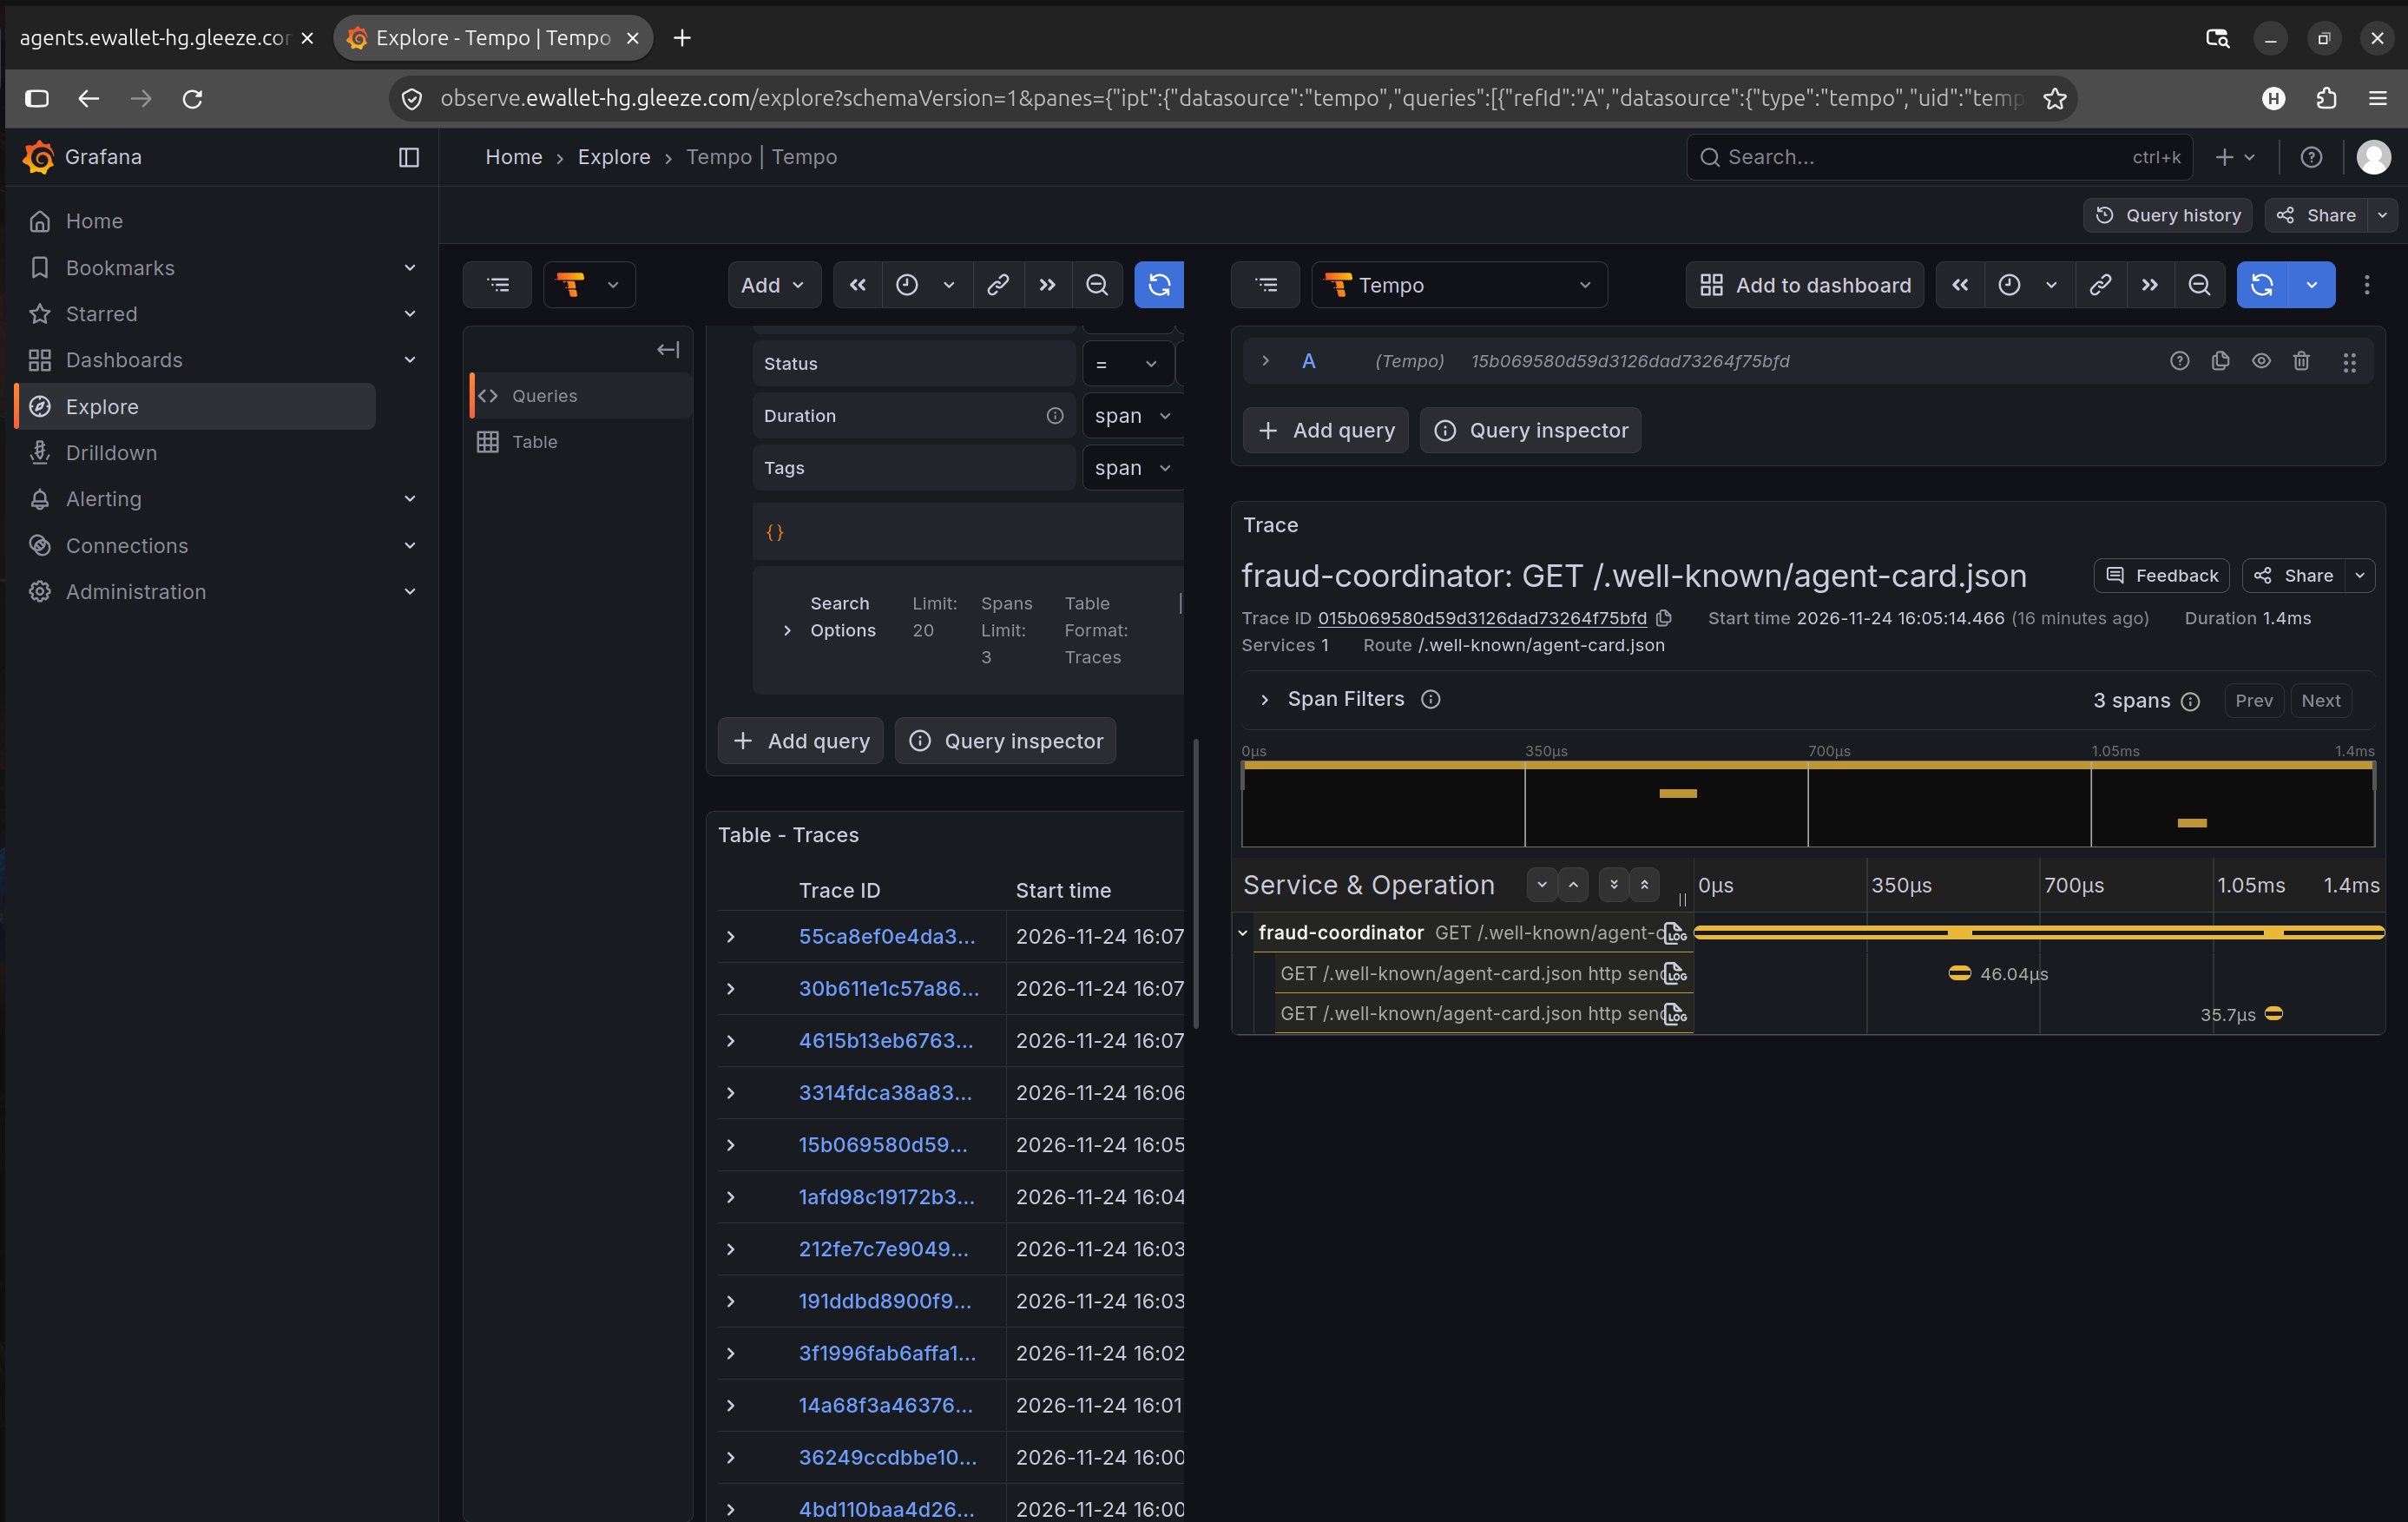 agents.ewallet-hg.gleeze.cor
Explore - Tempo | Tempo
observe.ewallet-hg.gleeze.com/explore?schemaVersion=1&panes={"ipt":{"datasource":"tempo","queries":[{"refId":"A","datasource":{"type":"tempo","uid":"temp
H
Grafana
Home
Explore
Tempo | Tempo
Search...
ctrl+k
Query history
Share
Home
Bookmarks
Starred
Dashboards
Explore
Drilldown
Alerting
Connections
Administration
Add
Queries
Table
Status
=
Duration
span
Tags
span
{}
Search Options
Limit: 20
Spans Limit: 3
Table Format: Traces
Add query
Query inspector
Table - Traces
Trace ID
Start time
55ca8ef0e4da3...
2026-11-24 16:07
30b611e1c57a86...
2026-11-24 16:07
4615b13eb6763...
2026-11-24 16:07
3314fdca38a83...
2026-11-24 16:06
15b069580d59...
2026-11-24 16:05
1afd98c19172b3...
2026-11-24 16:04
212fe7c7e9049...
2026-11-24 16:03
191ddbd8900f9...
2026-11-24 16:03
3f1996fab6affa1...
2026-11-24 16:02
14a68f3a46376...
2026-11-24 16:01
36249ccdbbe10...
2026-11-24 16:00
4bd110baa4d26...
2026-11-24 16:00
Tempo
Add to dashboard
A
(Tempo)
15b069580d59d3126dad73264f75bfd
Add query
Query inspector
Trace
fraud-coordinator: GET /.well-known/agent-card.json
Feedback
Share
Trace ID 015b069580d59d3126dad73264f75bfd
Start time 2026-11-24 16:05:14.466 (16 minutes ago)
Duration 1.4ms
Services 1
Route /.well-known/agent-card.json
Span Filters
3 spans
Prev
Next
0µs
350µs
700µs
1.05ms
1.4ms
Service & Operation
0µs
350µs
700µs
1.05ms
1.4ms
fraud-coordinator GET /.well-known/agent-c
LOG
GET /.well-known/agent-card.json http send
LOG
46.04µs
GET /.well-known/agent-card.json http send
LOG
35.7µs